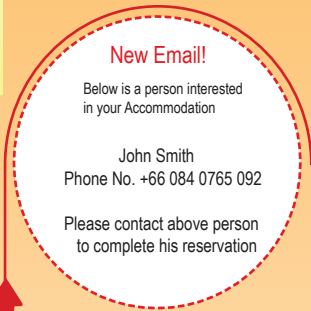 New Email!
Below is a person interested
in your Accommodation
John Smith
Phone No. +66 084 0765 092
Please contact above person
to complete his reservation